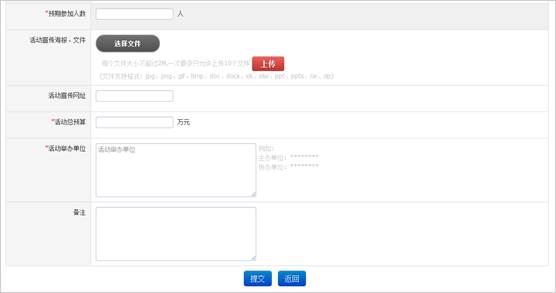 *预期参加人数 人
活动宣传海报、文件 选择文件
每个文件大小不超过2M,一次最多只允许上传10个文件 上传
(文件支持格式：jpg、png、gif、bmp、doc、docx、xls、xlsx、ppt、pptx、rar、zip)
活动宣传网址
*活动总预算 万元
*活动举办单位 活动举办单位 例如：
主办单位：********
协办单位：********
备注
提交 返回